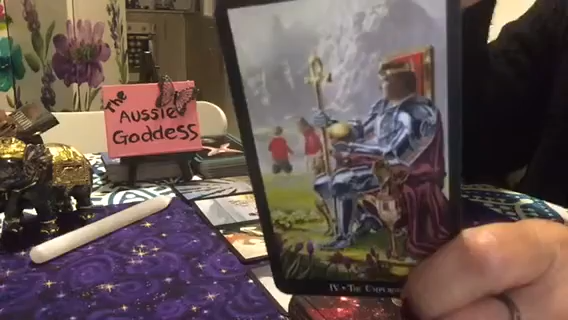 The
Aussie
Goddess
IV • THE EMPEROR